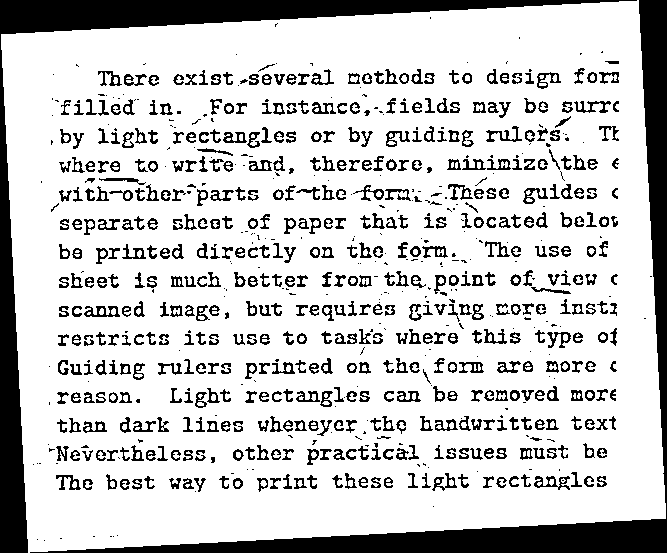 There exist several methods to design form
filled in. For instance, fields may be surro
by light rectangles or by guiding rulers. Th
where to write and, therefore, minimize the e
with other parts of the form. These guides c
separate sheet of paper that is located below
be printed directly on the form. The use of
sheet is much better from the point of view o
scanned image, but requires giving more instr
restricts its use to tasks where this type of
Guiding rulers printed on the form are more c
reason. Light rectangles can be removed more
than dark lines whenever the handwritten text
Nevertheless, other practical issues must be
The best way to print these light rectangles